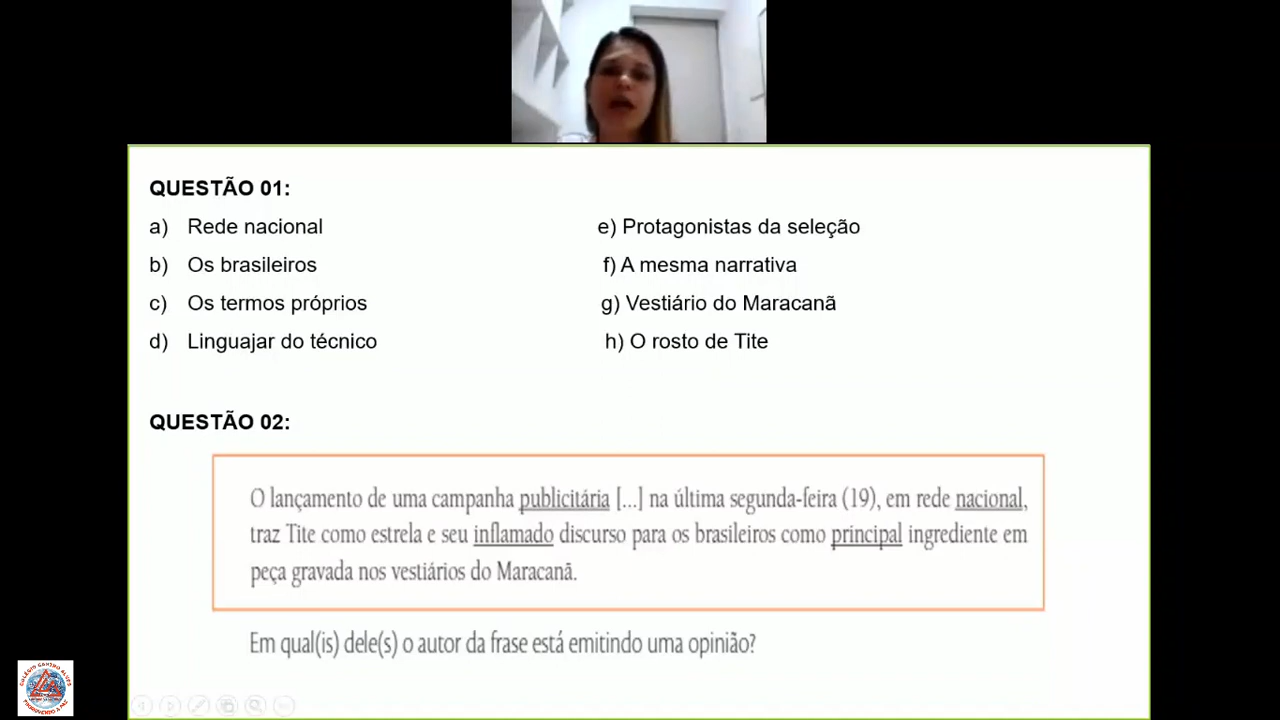 QUESTÃO 01:
a) Rede nacional
b) Os brasileiros
c) Os termos próprios
d) Linguajar do técnico
e) Protagonistas da seleção
f) A mesma narrativa
g) Vestiário do Maracanã
h) O rosto de Tite
QUESTÃO 02:
O lançamento de uma campanha publicitária [...] na última segunda-feira (19), em rede nacional,
traz Tite como estrela e seu inflamado discurso para os brasileiros como principal ingrediente em
peça gravada nos vestiários do Maracanã.
Em qual(is) dele(s) o autor da frase está emitindo uma opinião?